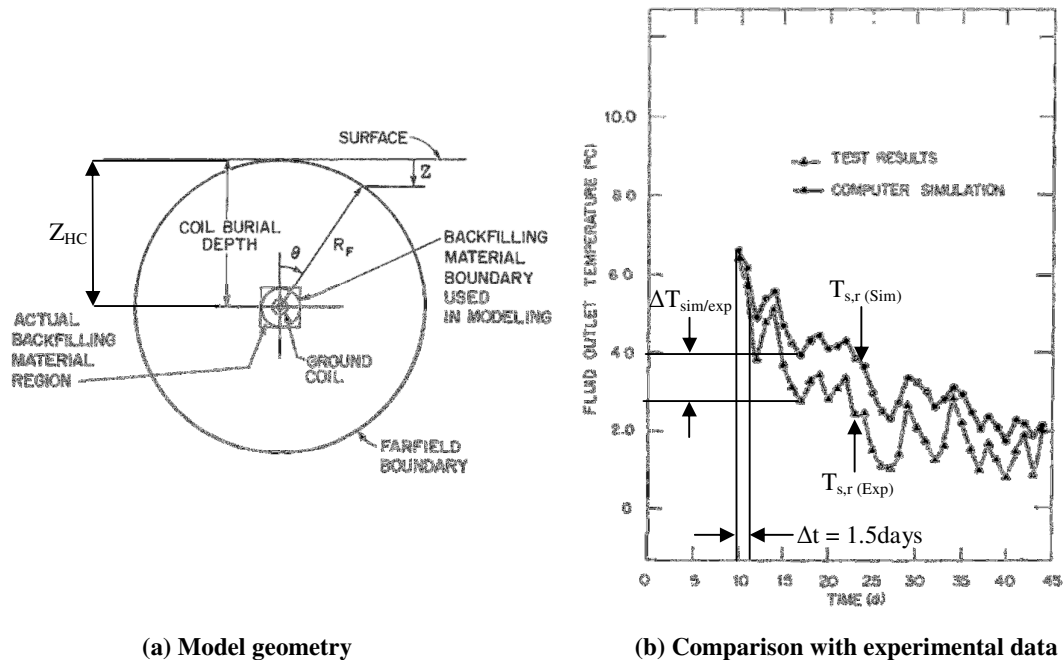 SURFACE
Z
Z_HC
COIL BURIAL
DEPTH
θ
R_F
BACKFILLING
MATERIAL
BOUNDARY
USED
IN MODELING
ACTUAL
BACKFILLING
MATERIAL
REGION
GROUND
COIL
FARFIELD
BOUNDARY
(a) Model geometry
FLUID OUTLET TEMPERATURE (°C)
10.0
8.0
6.0
4.0
2.0
0
TEST RESULTS
COMPUTER SIMULATION
ΔT_sim/exp
T_s,r (Sim)
T_s,r (Exp)
Δt = 1.5days
0 5 10 15 20 25 30 35 40 45
TIME (d)
(b) Comparison with experimental data